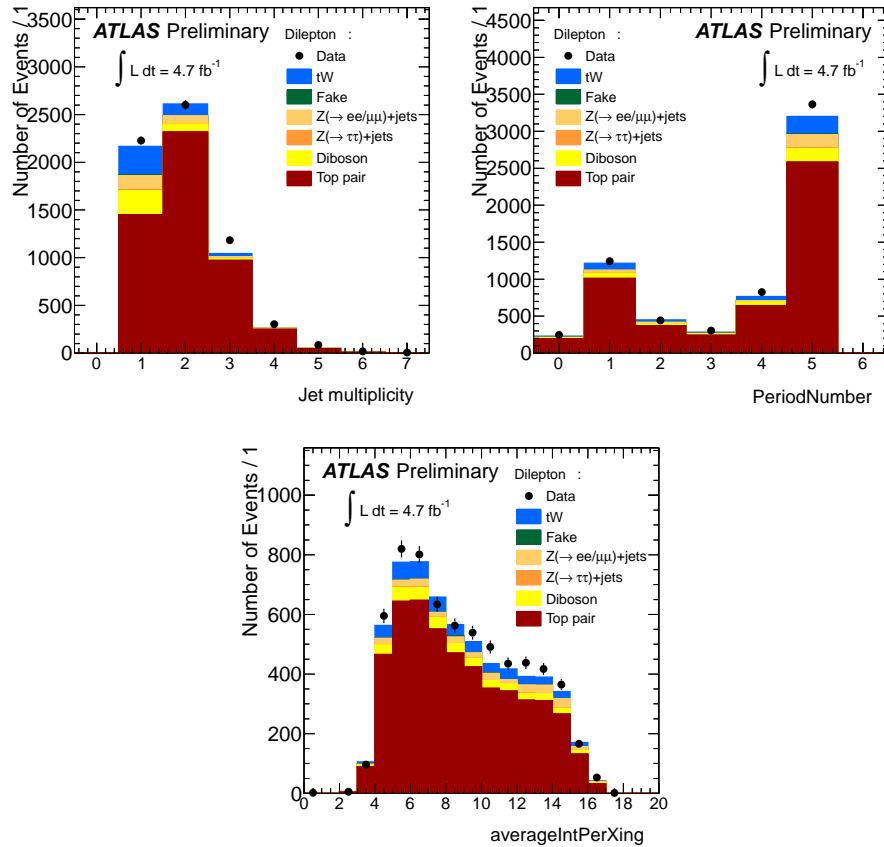 ATLAS Preliminary
∫ L dt = 4.7 fb-1
Dilepton :
Data
tW
Fake
Z(→ ee/μμ)+jets
Z(→ ττ)+jets
Diboson
Top pair
Number of Events / 1
3500
3000
2500
2000
1500
1000
500
0
0 1 2 3 4 5 6 7
Jet multiplicity
ATLAS Preliminary
∫ L dt = 4.7 fb-1
Dilepton :
Data
tW
Fake
Z(→ ee/μμ)+jets
Z(→ ττ)+jets
Diboson
Top pair
Number of Events / 1
4500
4000
3500
3000
2500
2000
1500
1000
500
0
0 1 2 3 4 5 6
PeriodNumber
ATLAS Preliminary
∫ L dt = 4.7 fb-1
Dilepton :
Data
tW
Fake
Z(→ ee/μμ)+jets
Z(→ ττ)+jets
Diboson
Top pair
Number of Events / 1
1000
800
600
400
200
0
0 2 4 6 8 10 12 14 16 18 20
averageIntPerXing